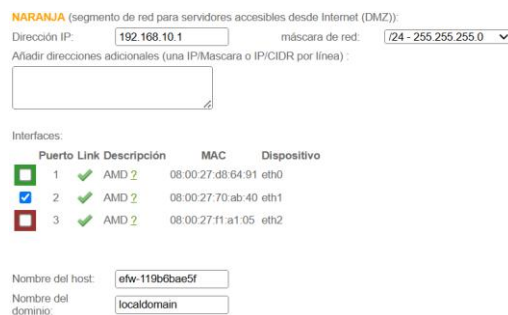 NARANJA (segmento de red para servidores accesibles desde Internet (DMZ)):
Dirección IP: 192.168.10.1 máscara de red: /24 - 255.255.255.0
Añadir direcciones adicionales (una IP/Mascara o IP/CIDR por línea) :
Interfaces:
Puerto Link Descripción MAC Dispositivo
1 AMD ? 08:00:27:d8:64:91 eth0
2 AMD ? 08:00:27:70:ab:40 eth1
3 AMD ? 08:00:27:f1:a1:05 eth2
Nombre del host: efw-119b6bae5f
Nombre del
dominio: localdomain